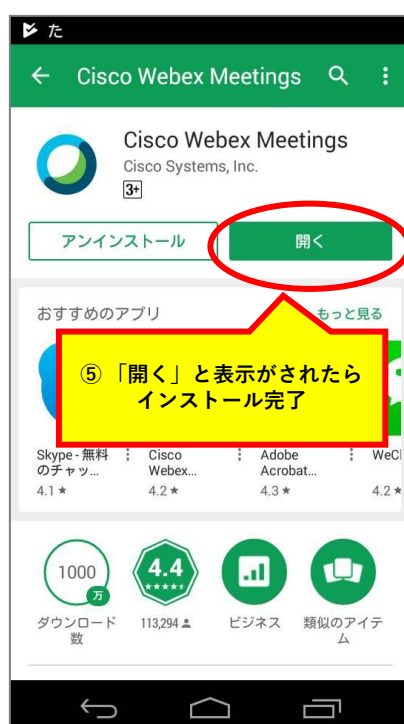 た
Cisco Webex Meetings
Cisco Webex Meetings
Cisco Systems, Inc.
3+
アンインストール
開く
おすすめのアプリ
もっと見る
⑤ 「開く」と表示がされたら
インストール完了
Skype - 無料
のチャッ...
4.1★
Cisco
Webex...
4.2★
Adobe
Acrobat...
4.3★
WeC
4.2★
1000
万
ダウンロード
数
4.4
113,294
ビジネス
類似のアイテ
ム